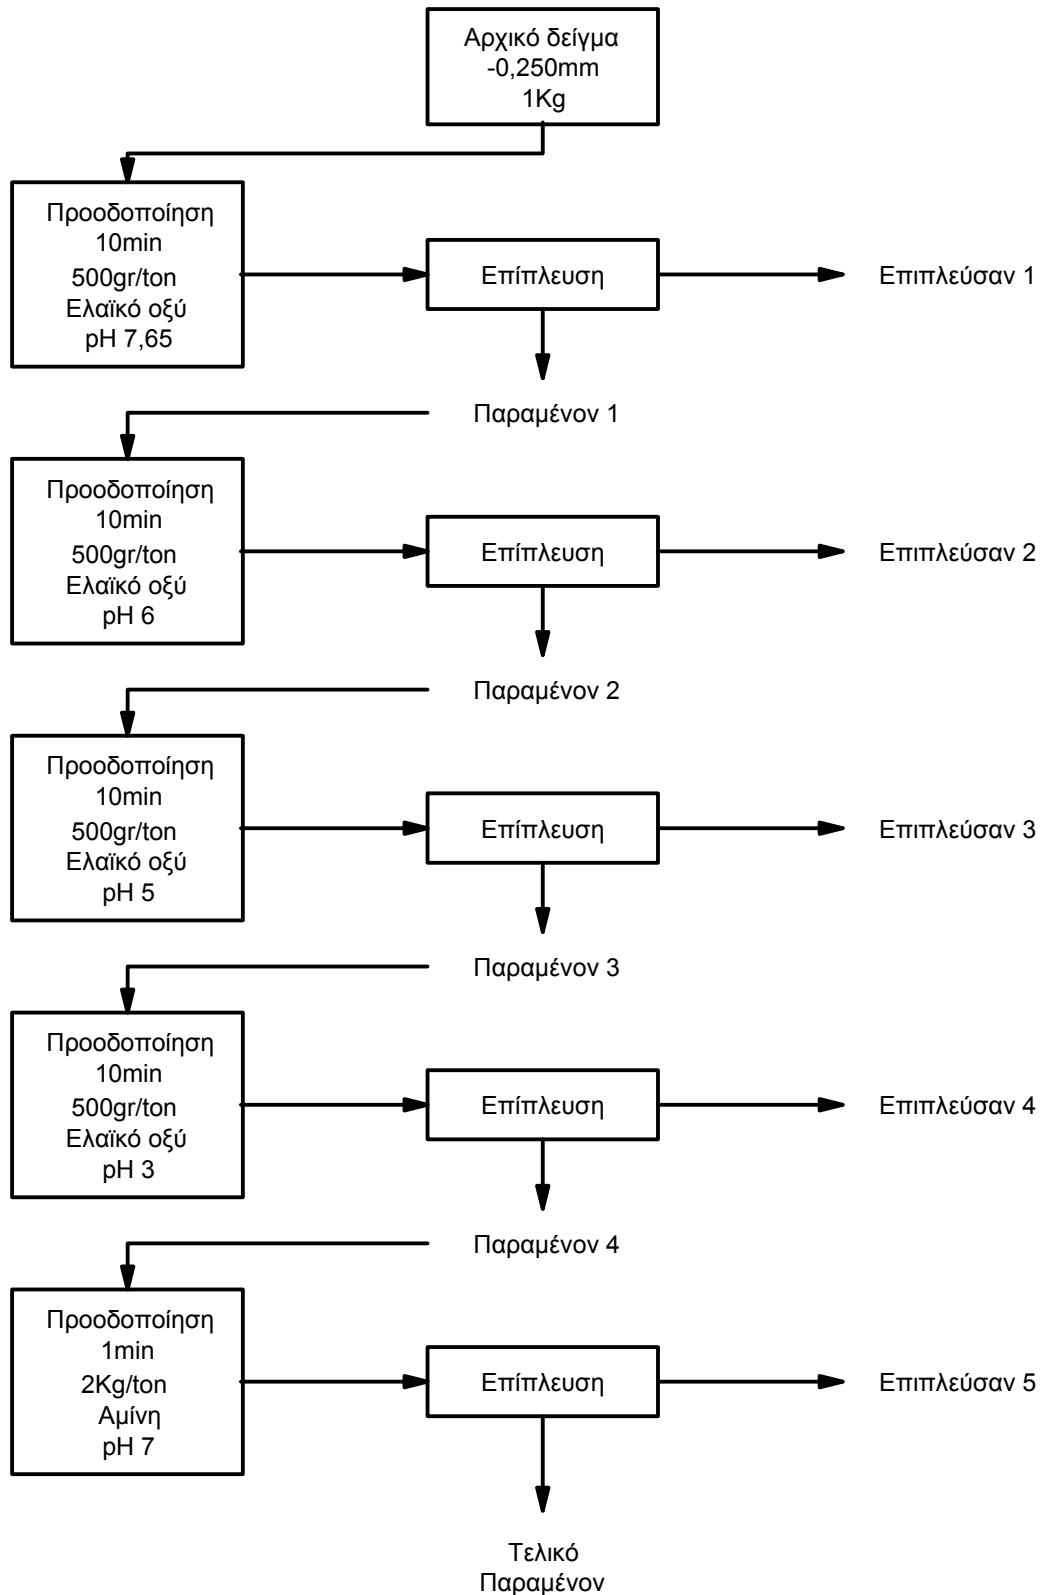 Αρχικό δείγμα
-0,250mm
1Kg
Προοδοποίηση
10min
500gr/ton
Ελαϊκό οξύ
pH 7,65
Επίπλευση
Επιπλεύσαν 1
Παραμένον 1
Προοδοποίηση
10min
500gr/ton
Ελαϊκό οξύ
pH 6
Επίπλευση
Επιπλεύσαν 2
Παραμένον 2
Προοδοποίηση
10min
500gr/ton
Ελαϊκό οξύ
pH 5
Επίπλευση
Επιπλεύσαν 3
Παραμένον 3
Προοδοποίηση
10min
500gr/ton
Ελαϊκό οξύ
pH 3
Επίπλευση
Επιπλεύσαν 4
Παραμένον 4
Προοδοποίηση
1min
2Kg/ton
Αμίνη
pH 7
Επίπλευση
Επιπλεύσαν 5
Τελικό
Παραμένον